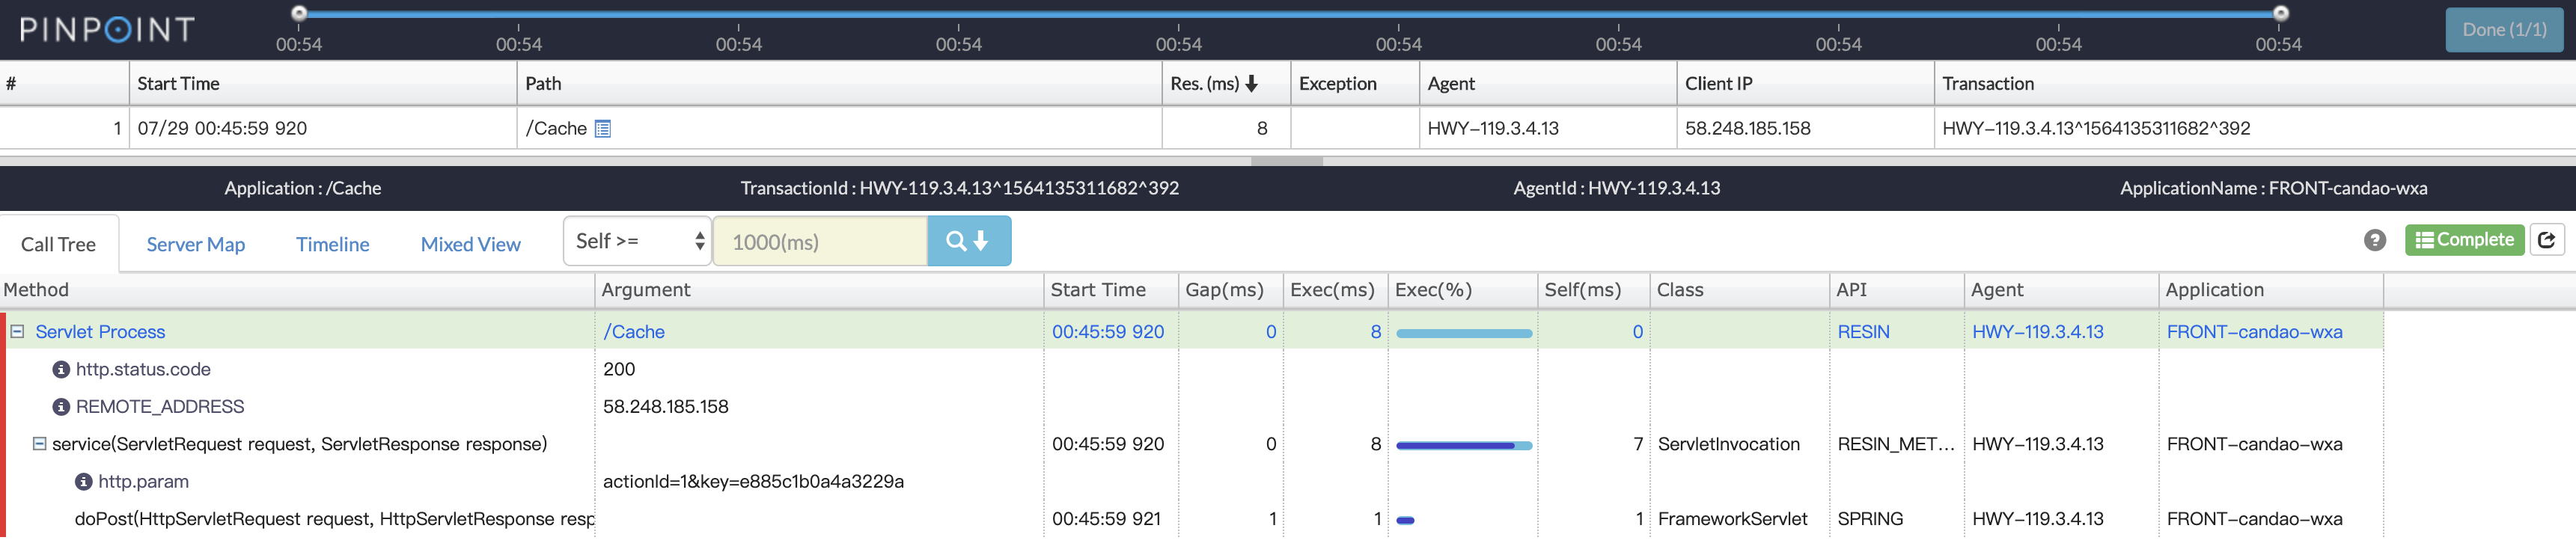 PINPOINT
00:54 00:54 00:54 00:54 00:54 00:54 00:54 00:54 00:54 00:54
Done (1/1)
# Start Time Path Res. (ms) Exception Agent Client IP Transaction
1 07/29 00:45:59 920 /Cache 8 HWY-119.3.4.13 58.248.185.158 HWY-119.3.4.13^1564135311682^392
Application : /Cache TransactionId : HWY-119.3.4.13^1564135311682^392 AgentId : HWY-119.3.4.13 ApplicationName : FRONT-candao-wxa
Call Tree Server Map Timeline Mixed View Self >= 1000(ms) Complete
Method Argument Start Time Gap(ms) Exec(ms) Exec(%) Self(ms) Class API Agent Application
Servlet Process /Cache 00:45:59 920 0 8 0 RESIN HWY-119.3.4.13 FRONT-candao-wxa
http.status.code 200
REMOTE_ADDRESS 58.248.185.158
service(ServletRequest request, ServletResponse response) 00:45:59 920 0 8 7 ServletInvocation RESIN_MET... HWY-119.3.4.13 FRONT-candao-wxa
http.param actionId=1&key=e885c1b0a4a3229a
doPost(HttpServletRequest request, HttpServletResponse resp 00:45:59 921 1 1 1 FrameworkServlet SPRING HWY-119.3.4.13 FRONT-candao-wxa